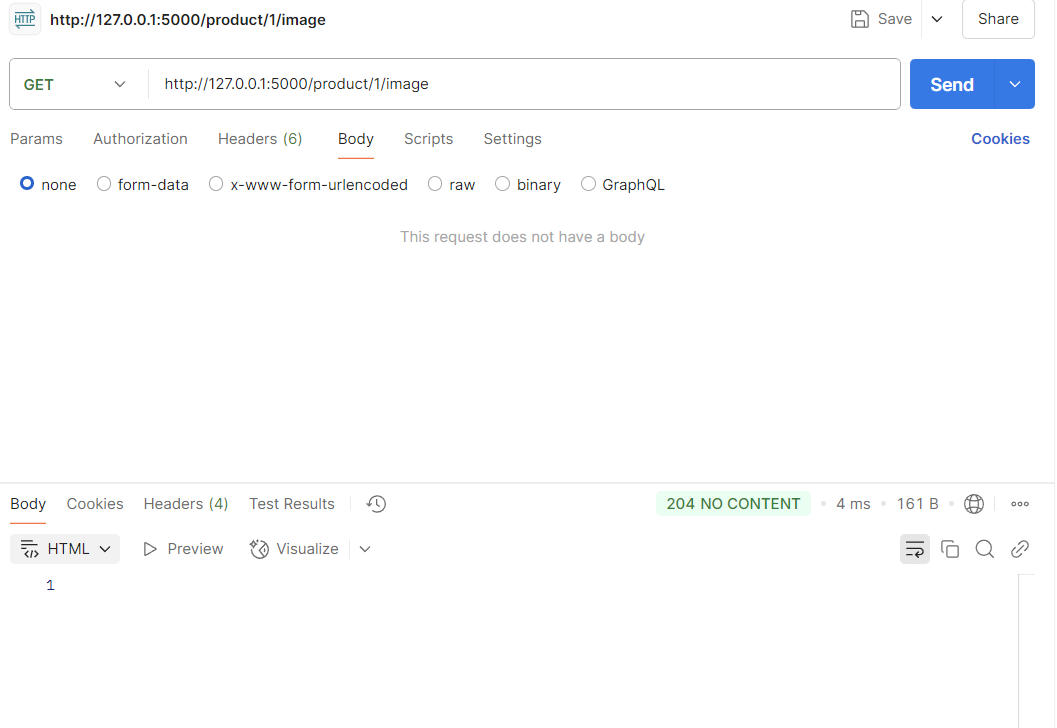 HTTP http://127.0.0.1:5000/product/1/image Save Share
GET http://127.0.0.1:5000/product/1/image Send
Params Authorization Headers (6) Body Scripts Settings Cookies
none form-data x-www-form-urlencoded raw binary GraphQL
This request does not have a body
Body Cookies Headers (4) Test Results 204 NO CONTENT • 4 ms • 161 B •
HTML Preview Visualize
1